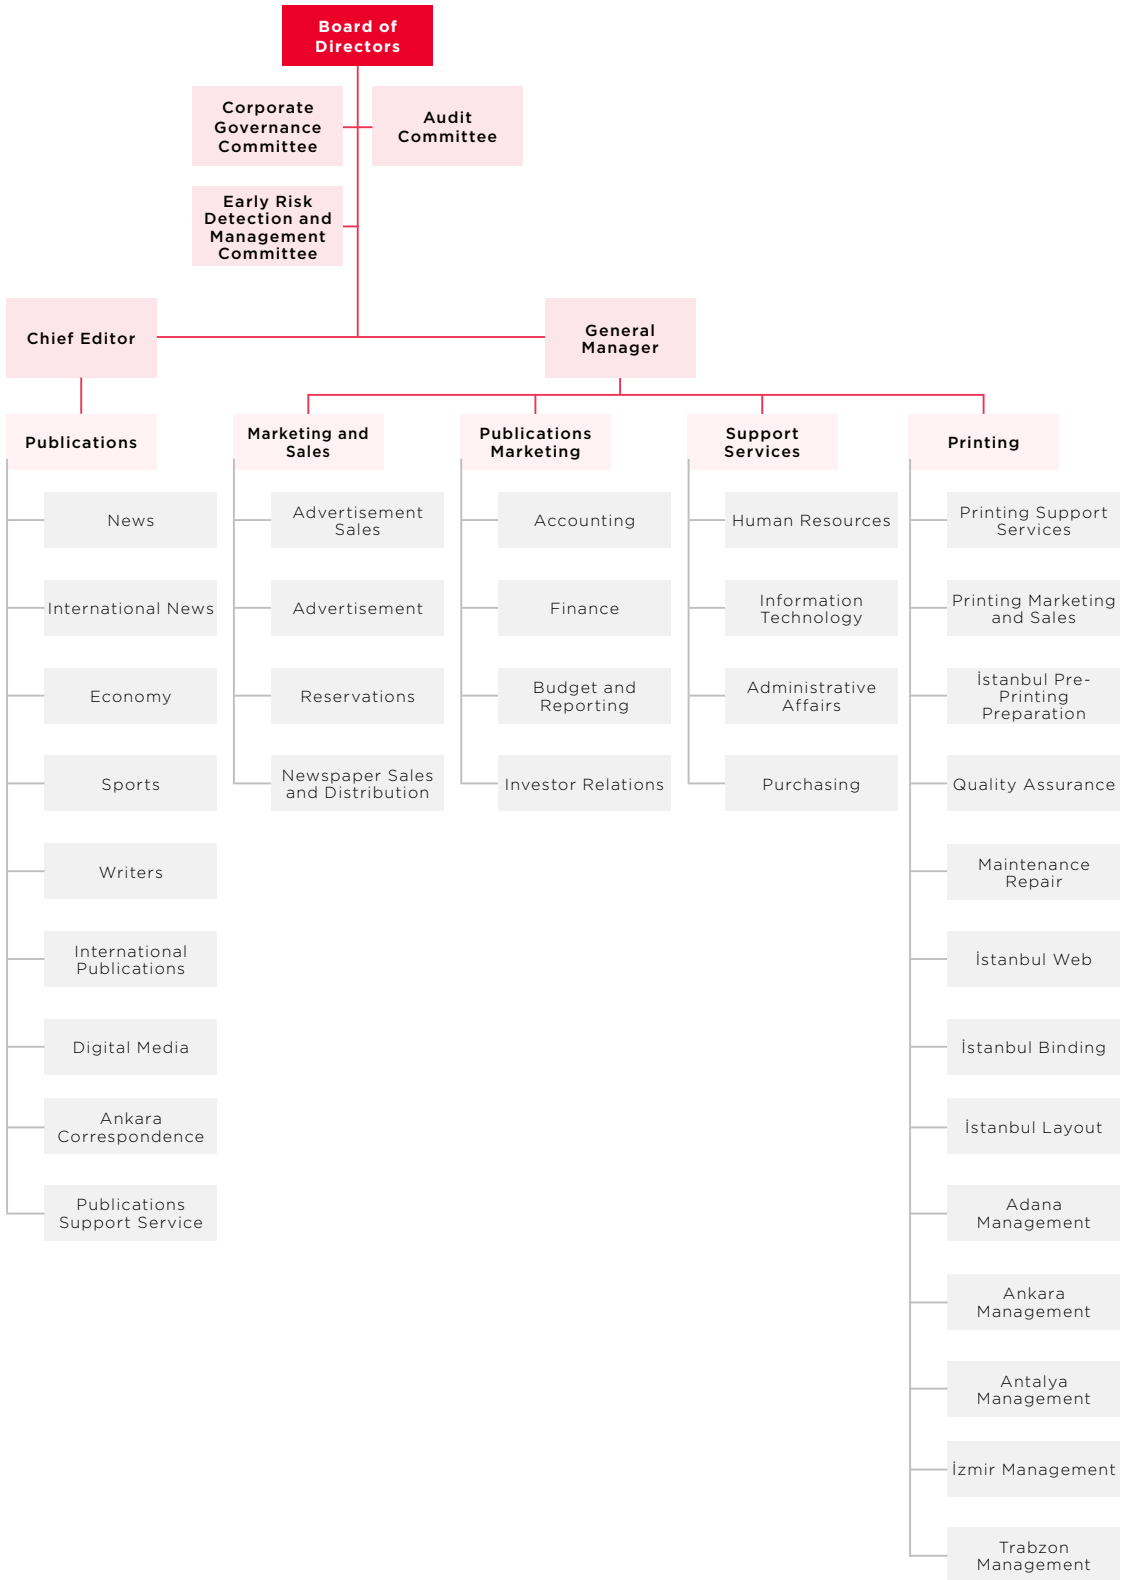 Board of
Directors
Corporate
Governance
Committee
Audit
Committee
Early Risk
Detection and
Management
Committee
Chief Editor
General
Manager
Publications
News
International News
Economy
Sports
Writers
International
Publications
Digital Media
Ankara
Correspondence
Publications
Support Service
Marketing and
Sales
Advertisement
Sales
Advertisement
Reservations
Newspaper Sales
and Distribution
Publications
Marketing
Accounting
Finance
Budget and
Reporting
Investor Relations
Support
Services
Human Resources
Information
Technology
Administrative
Affairs
Purchasing
Printing
Printing Support
Services
Printing Marketing
and Sales
İstanbul Pre-
Printing
Preparation
Quality Assurance
Maintenance
Repair
İstanbul Web
İstanbul Binding
İstanbul Layout
Adana
Management
Ankara
Management
Antalya
Management
İzmir Management
Trabzon
Management